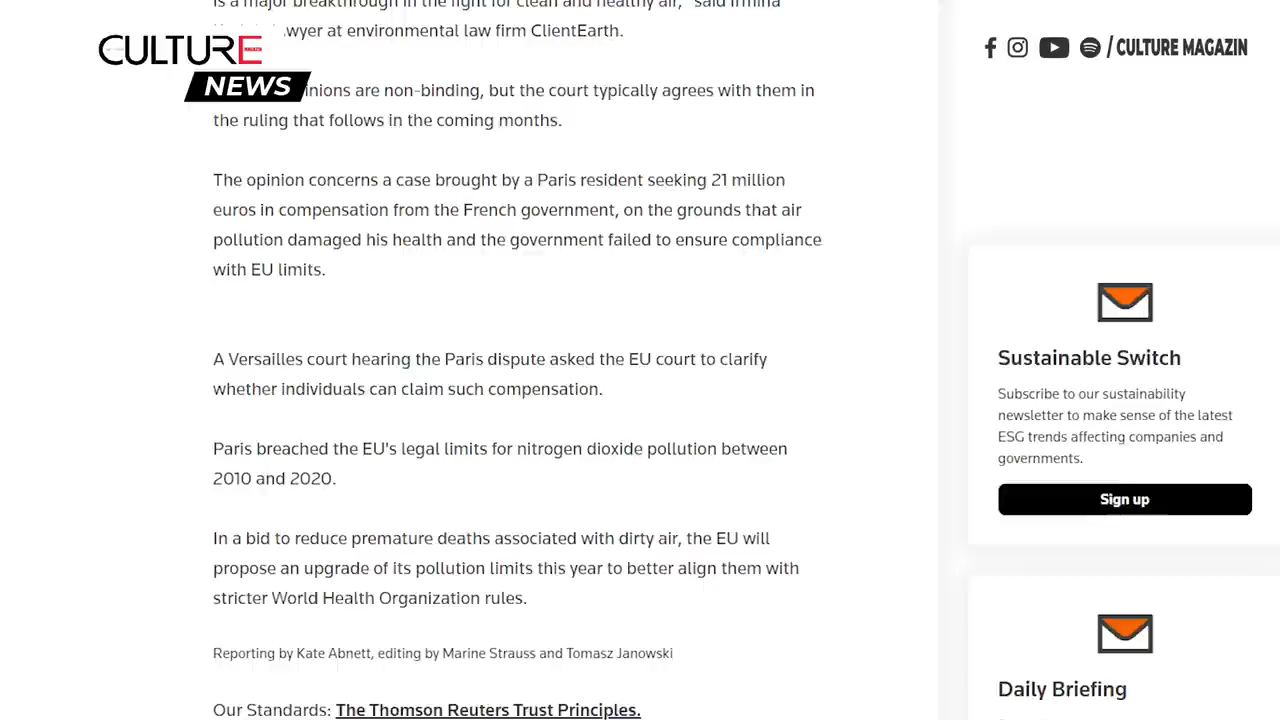 is a major breakthrough in the fight for clean and healthy air," said Irmina
CULTURE
NEWS
lawyer at environmental law firm ClientEarth.
/ CULTURE MAGAZIN
are non-binding, but the court typically agrees with them in
the ruling that follows in the coming months.
The opinion concerns a case brought by a Paris resident seeking 21 million
euros in compensation from the French government, on the grounds that air
pollution damaged his health and the government failed to ensure compliance
with EU limits.
A Versailles court hearing the Paris dispute asked the EU court to clarify
whether individuals can claim such compensation.
Paris breached the EU's legal limits for nitrogen dioxide pollution between
2010 and 2020.
In a bid to reduce premature deaths associated with dirty air, the EU will
propose an upgrade of its pollution limits this year to better align them with
stricter World Health Organization rules.
Reporting by Kate Abnett, editing by Marine Strauss and Tomasz Janowski
Our Standards: The Thomson Reuters Trust Principles.
Sustainable Switch
Subscribe to our sustainability
newsletter to make sense of the latest
ESG trends affecting companies and
governments.
Sign up
Daily Briefing